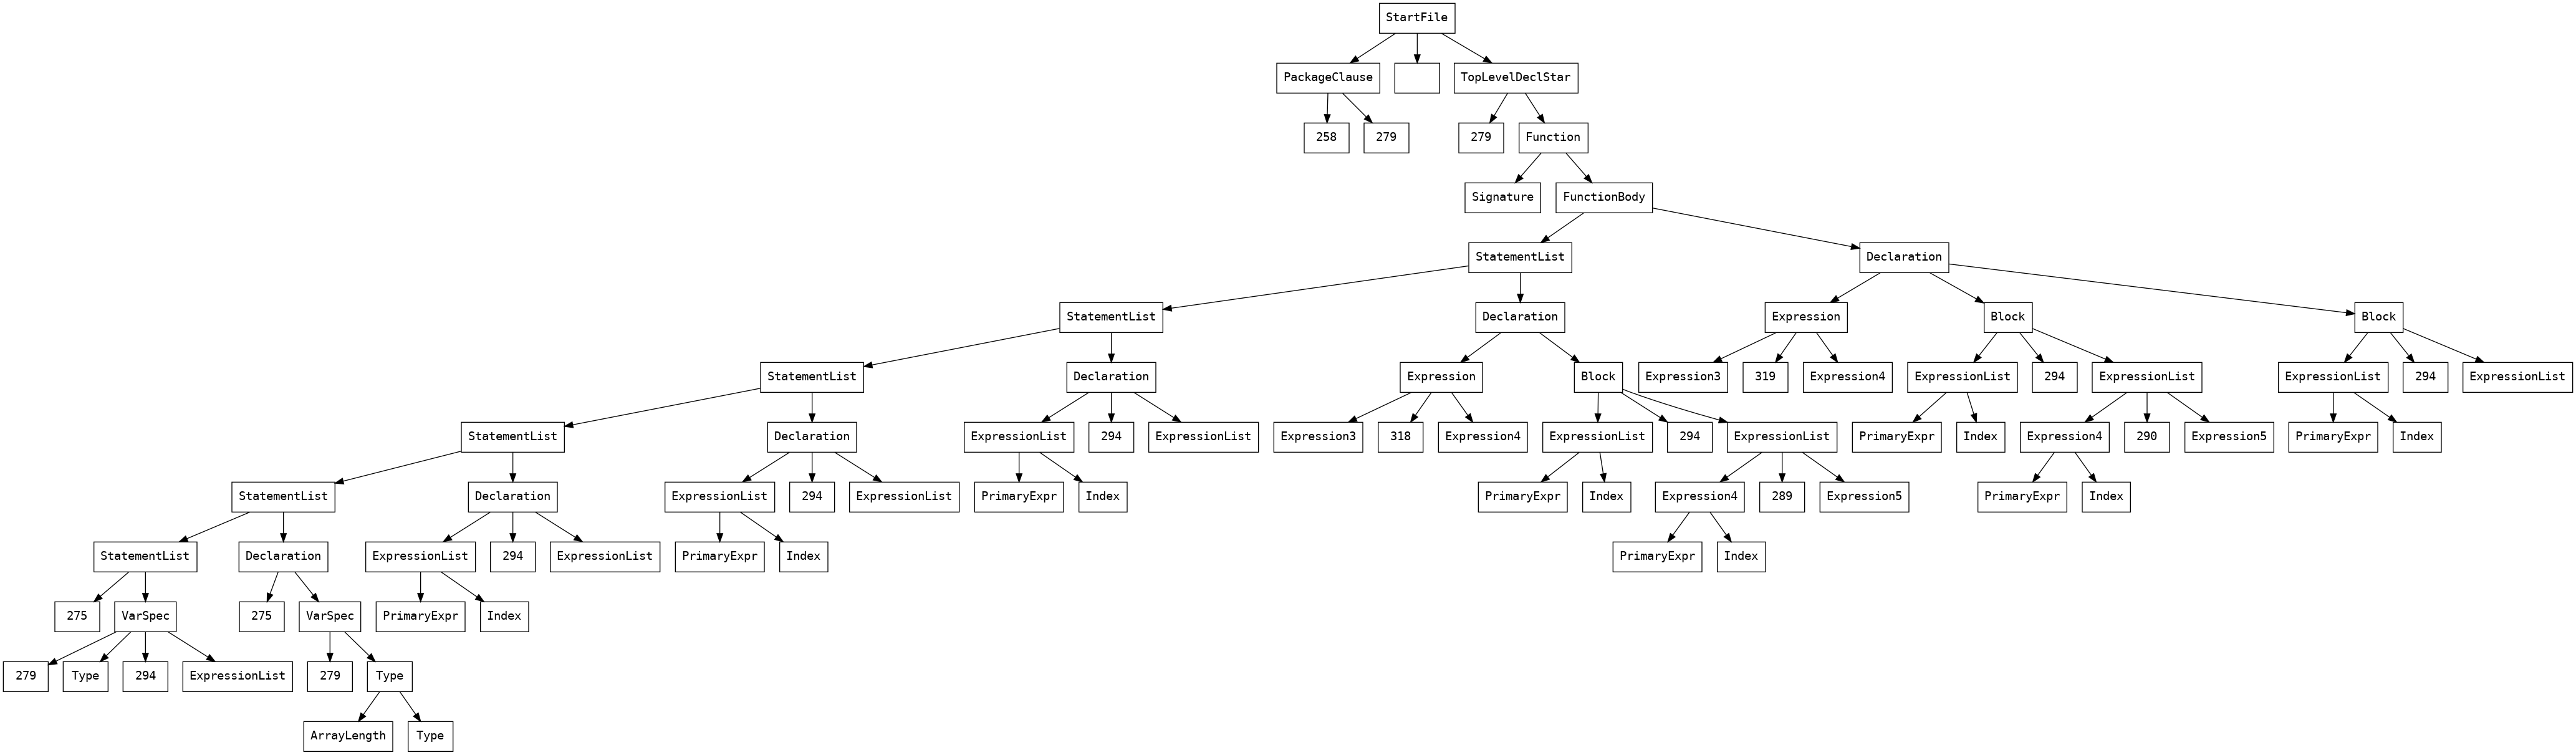 StartFile
PackageClause TopLevelDeclStar
258 279 279 Function
Signature FunctionBody
StatementList Declaration
StatementList Declaration Expression Block Block
StatementList Declaration Expression Block Expression3 319 Expression4 ExpressionList 294 ExpressionList ExpressionList 294 ExpressionList
StatementList Declaration ExpressionList 294 ExpressionList Expression3 318 Expression4 ExpressionList 294 ExpressionList PrimaryExpr Index Expression4 290 Expression5 PrimaryExpr Index
StatementList Declaration ExpressionList 294 ExpressionList PrimaryExpr Index PrimaryExpr Index Expression4 289 Expression5 PrimaryExpr Index
StatementList Declaration ExpressionList 294 ExpressionList PrimaryExpr Index PrimaryExpr Index
275 VarSpec 275 VarSpec PrimaryExpr Index
279 Type 294 ExpressionList 279 Type
ArrayLength Type